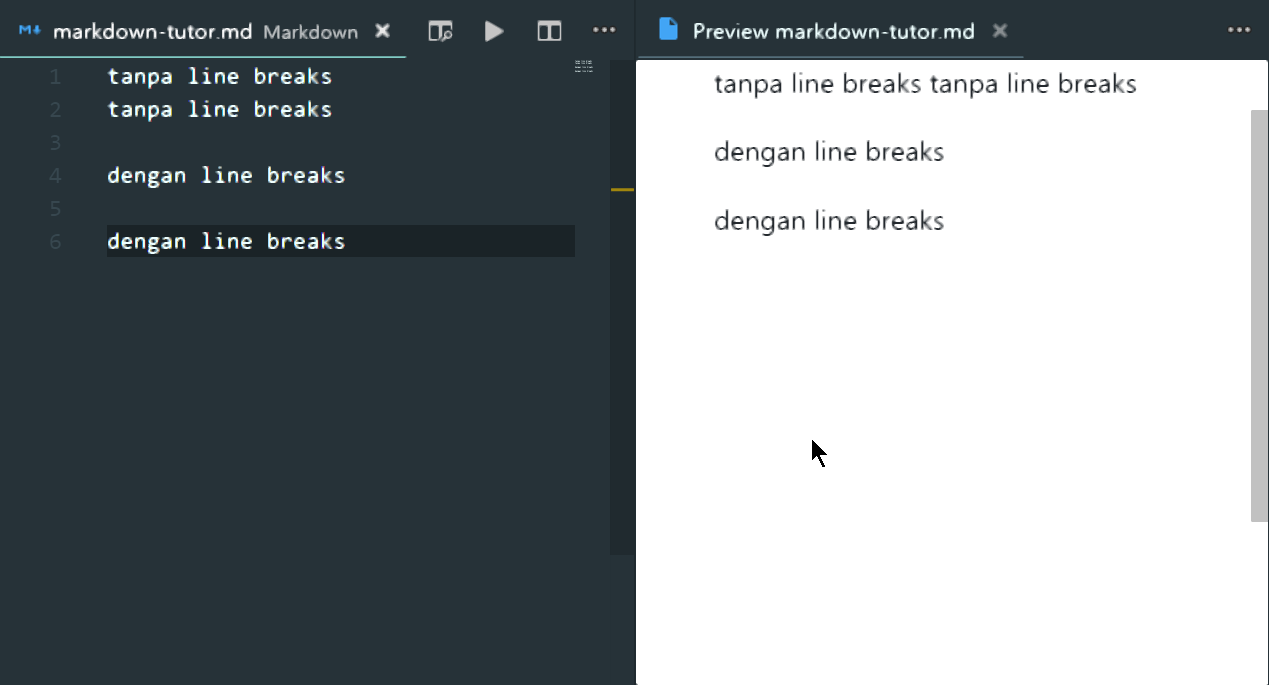 markdown-tutor.md Markdown
1 tanpa line breaks
2 tanpa line breaks
3
4 dengan line breaks
5
6 dengan line breaks
Preview markdown-tutor.md
tanpa line breaks tanpa line breaks
dengan line breaks
dengan line breaks